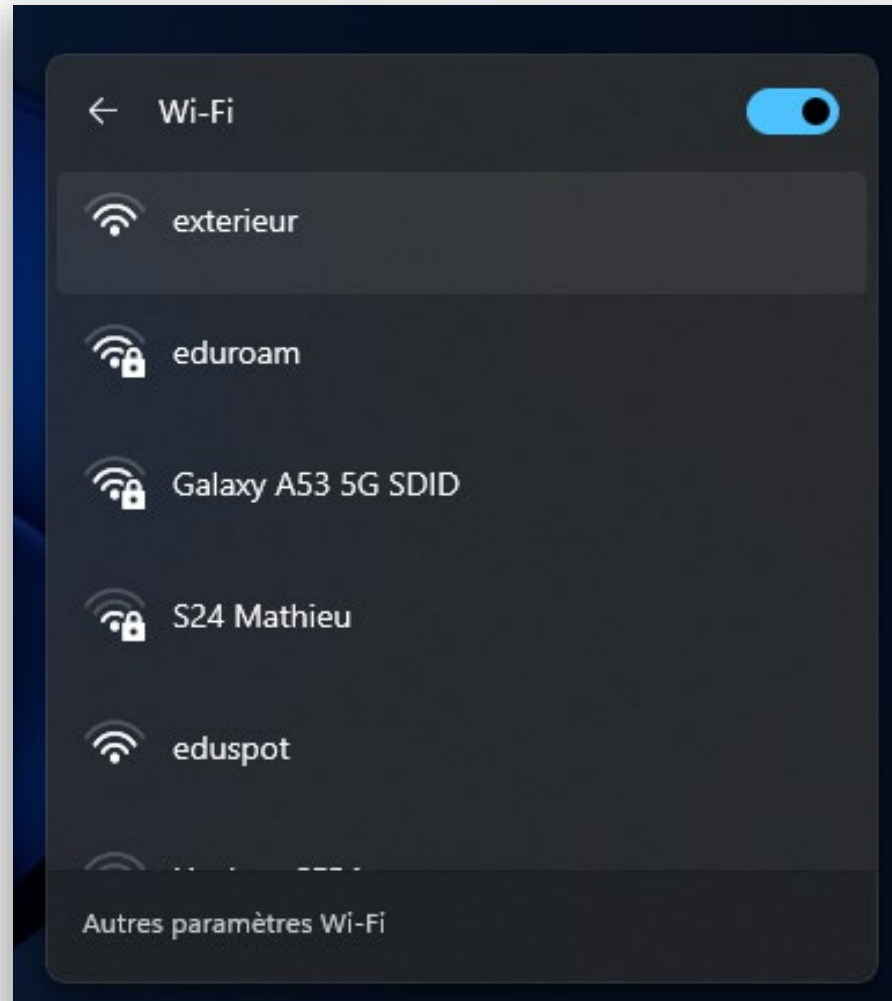 Wi-Fi
exterieur
eduroam
Galaxy A53 5G SDID
S24 Mathieu
eduspot
Autres paramètres Wi-Fi